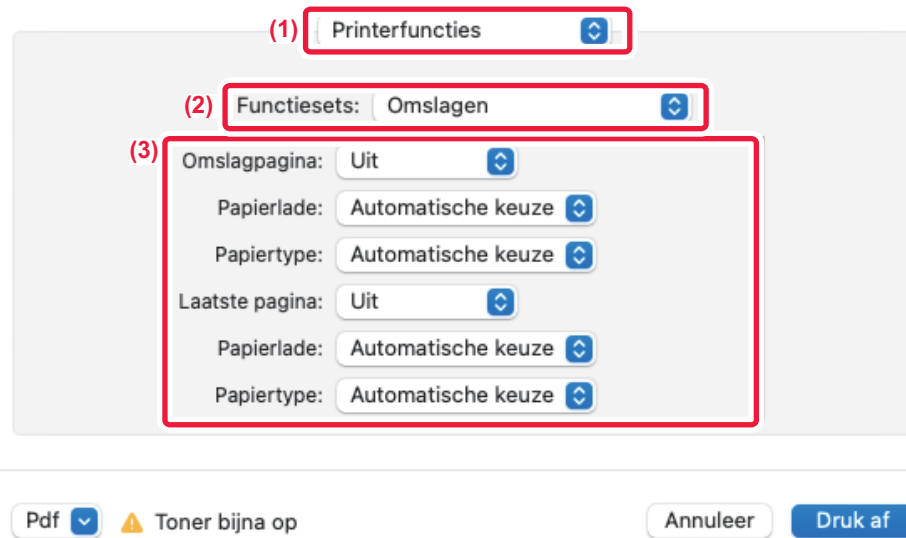 (1) Printerfuncties
(2) Functiesets: Omslagen
(3)
Omslagpagina: Uit
Papierlade: Automatische keuze
Papiertype: Automatische keuze
Laatste pagina: Uit
Papierlade: Automatische keuze
Papiertype: Automatische keuze
Pdf Toner bijna op Annuleer Druk af